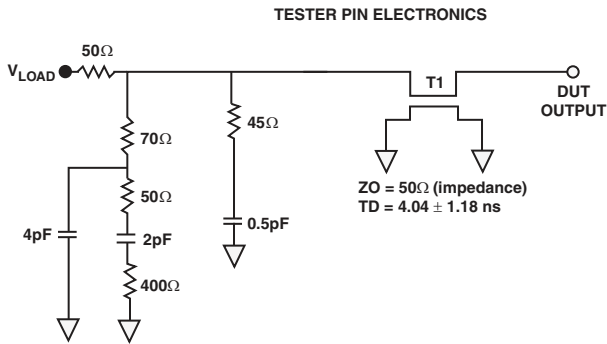 TESTER PIN ELECTRONICS
50Ω
VLOAD
T1
DUT
OUTPUT
70Ω
45Ω
50Ω
ZO = 50Ω (impedance)
TD = 4.04 ± 1.18 ns
4pF
2pF
0.5pF
400Ω